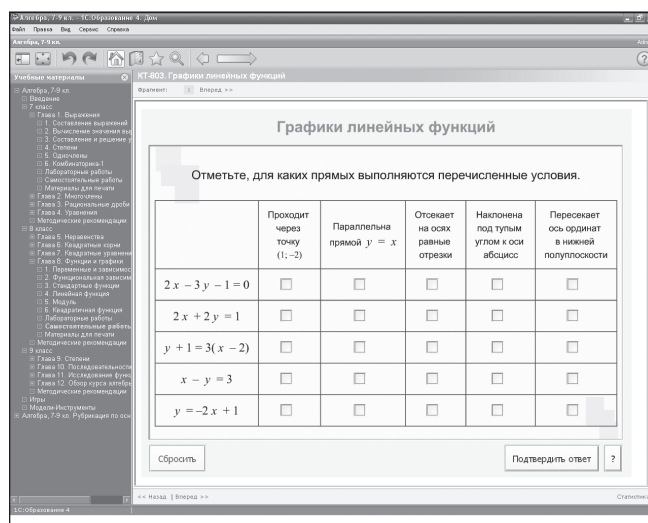 Алгебра, 7-9 кл. - 1С:Образование 4. Дом
Файл Правка Вид Сервис Справка
Алгебра, 7-9 кл.
Учебные материалы
Алгебра, 7-9 кл.
Введение
7 класс
Глава 1. Выражения
1. Составление выражений
2. Вычисление значения выр
3. Составление и решение у
4. Степени
5. Одночлены
6. Комбинаторика-1
Лабораторные работы
Самостоятельные работы
Материалы для печати
Глава 2. Многочлены
Глава 3. Рациональные дроби
Глава 4. Уравнения
Методические рекомендации
8 класс
Глава 5. Неравенства
Глава 6. Квадратные корни
Глава 7. Квадратные уравнени
Глава 8. Функции и графики
1. Переменные и зависимос
2. Функциональная зависим
3. Стандартные функции
4. Линейная функция
5. Модуль
6. Квадратичная функция
Лабораторные работы
Самостоятельные работь
Материалы для печати
Методические рекомендации
9 класс
Глава 9. Степени
Глава 10. Последовательности
Глава 11. Исследование функ
Глава 12. Обзор курса алгебры
Методические рекомендации
Игры
Модели-Инструменты
Алгебра, 7-9 кл. Рубрикация по осн
КТ-803. Графики линейных функций
Фрагмент: 1 Вперед >>
Графики линейных функций
Отметьте, для каких прямых выполняются перечисленные условия.
Проходит через точку (1; –2)
Параллельна прямой y = x
Отсекает на осях равные отрезки
Наклонена под тупым углом к оси абсцисс
Пересекает ось ординат в нижней полуплоскости
2 x – 3 y – 1 = 0
2 x + 2 y = 1
y + 1 = 3( x – 2)
x – y = 3
y = –2 x + 1
Сбросить
Подтвердить ответ
?
<< Назад | Вперед >>
Статистика
1С:Образование 4